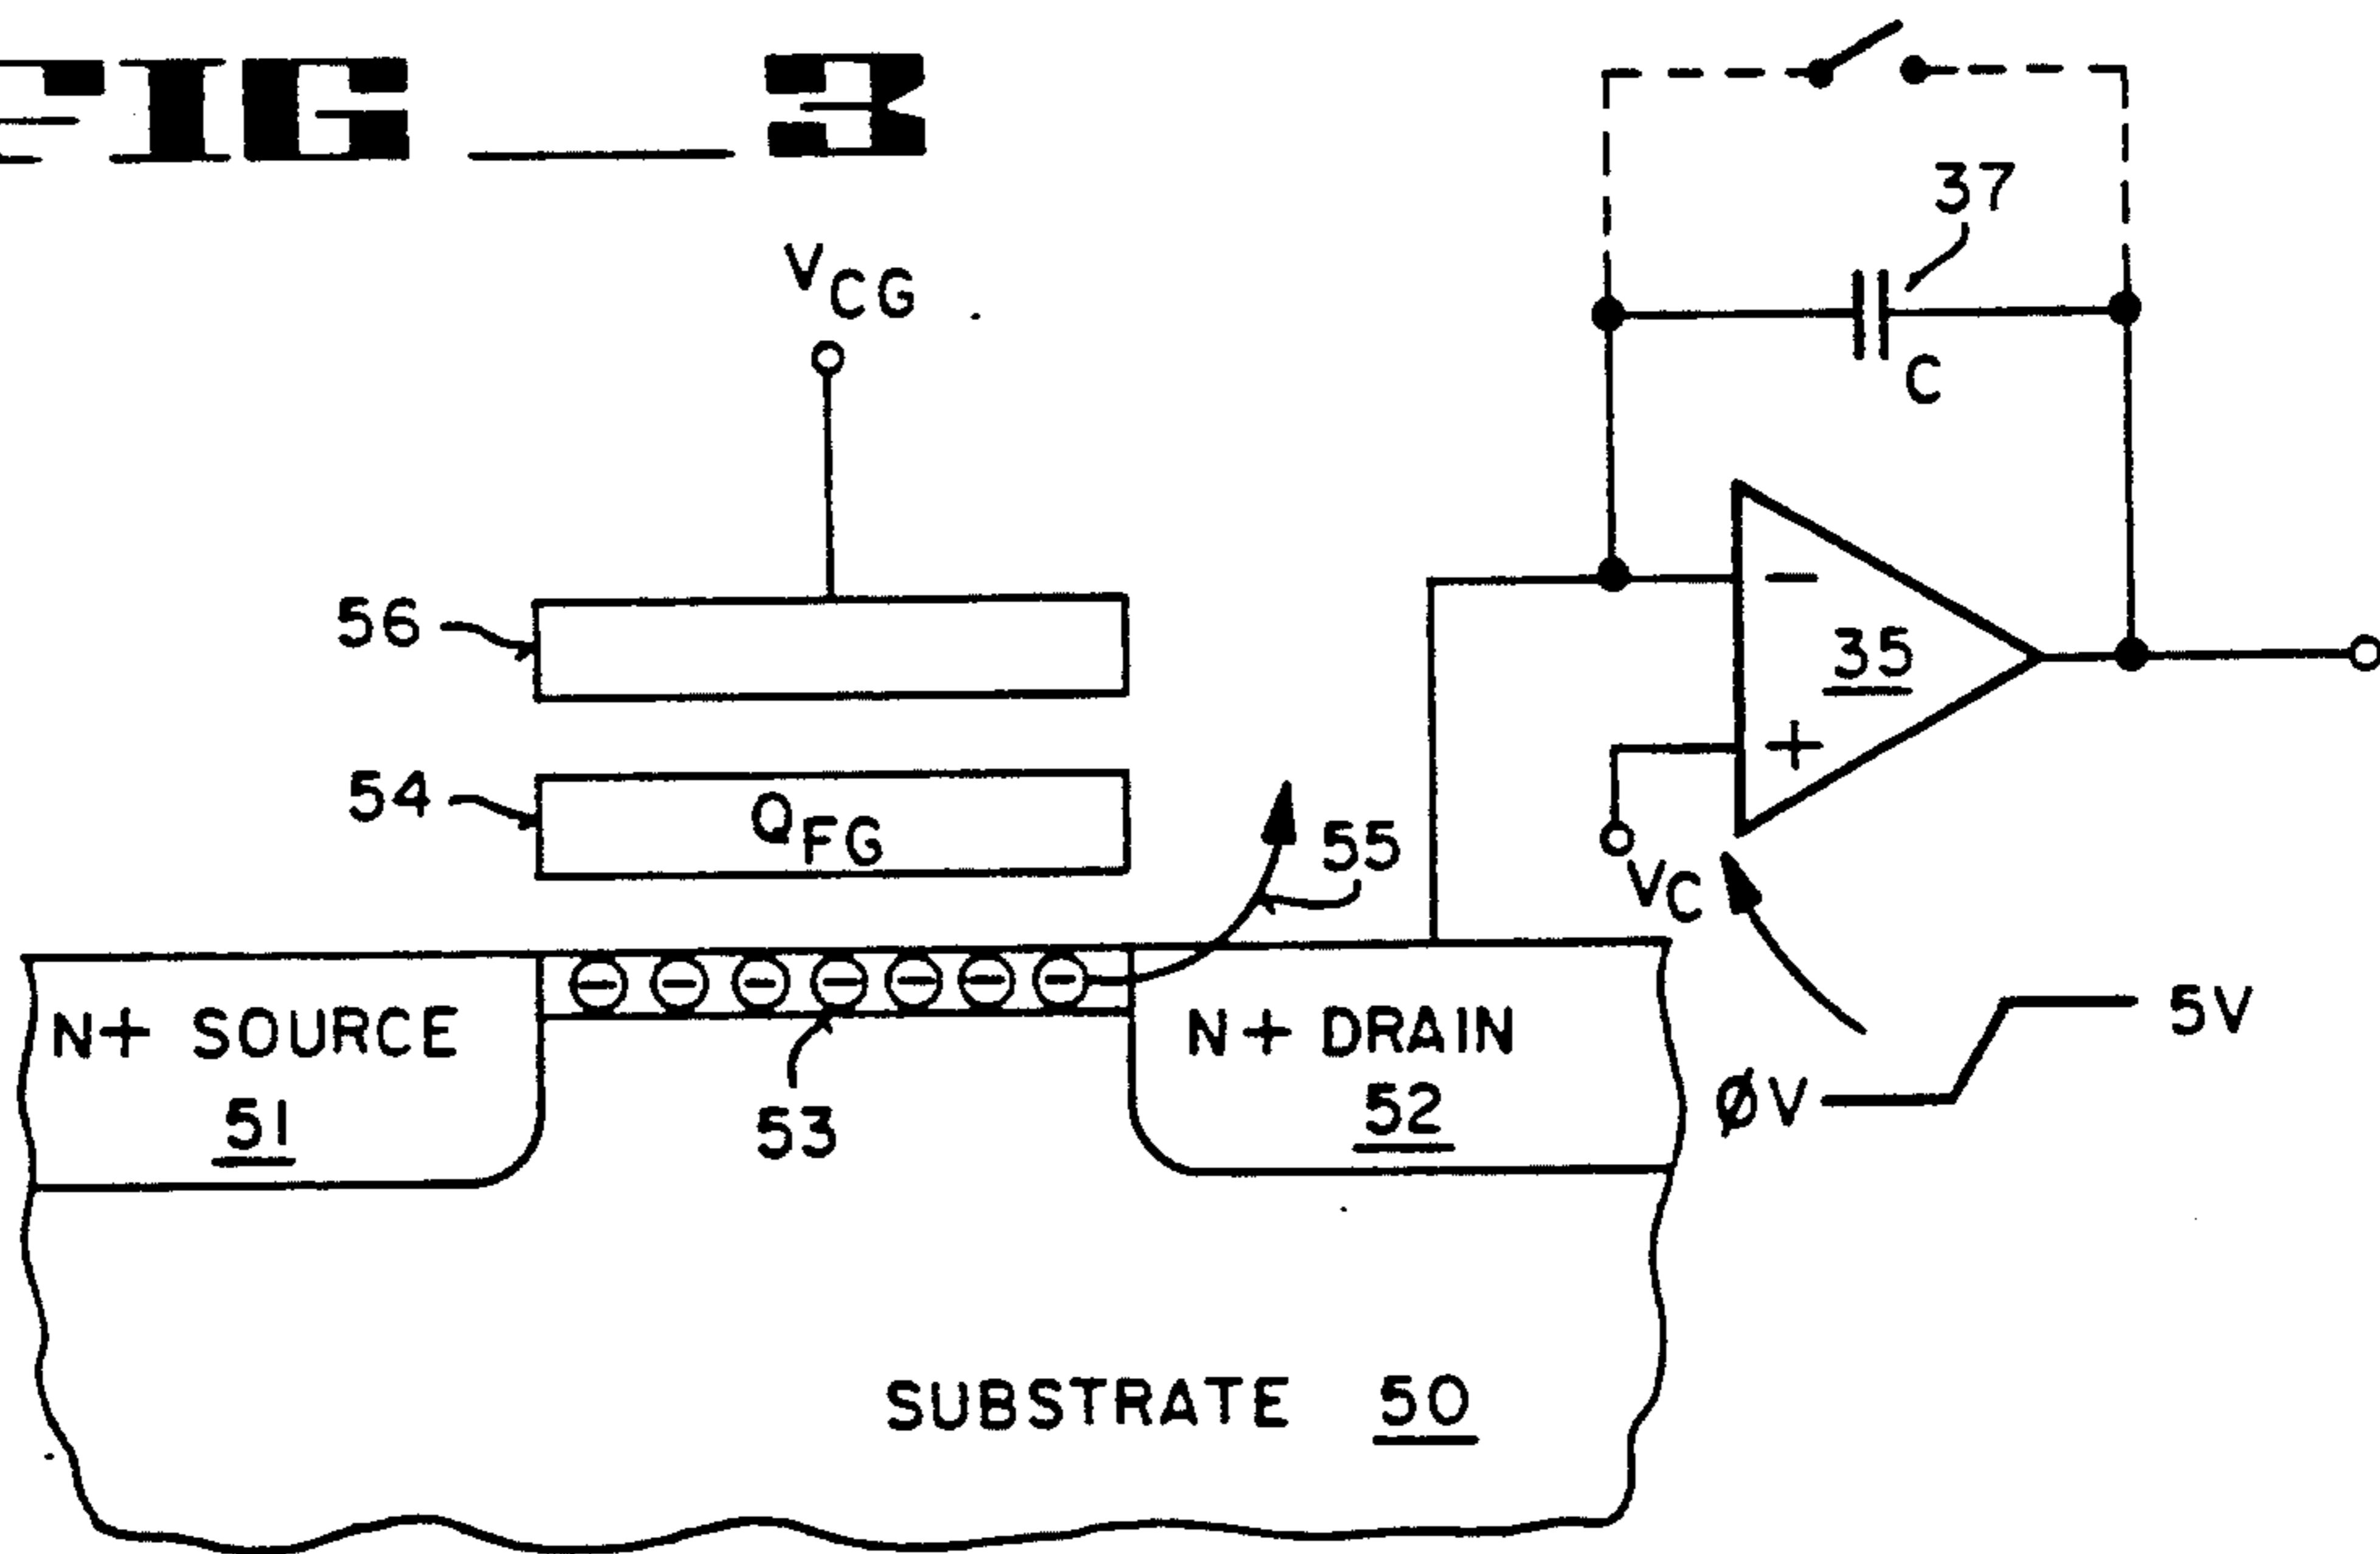 FIG 3
37
VCG
C
56
35
54
QFG
55
VC
N+ SOURCE
N+ DRAIN
5V
ØV
51
53
52
SUBSTRATE 50